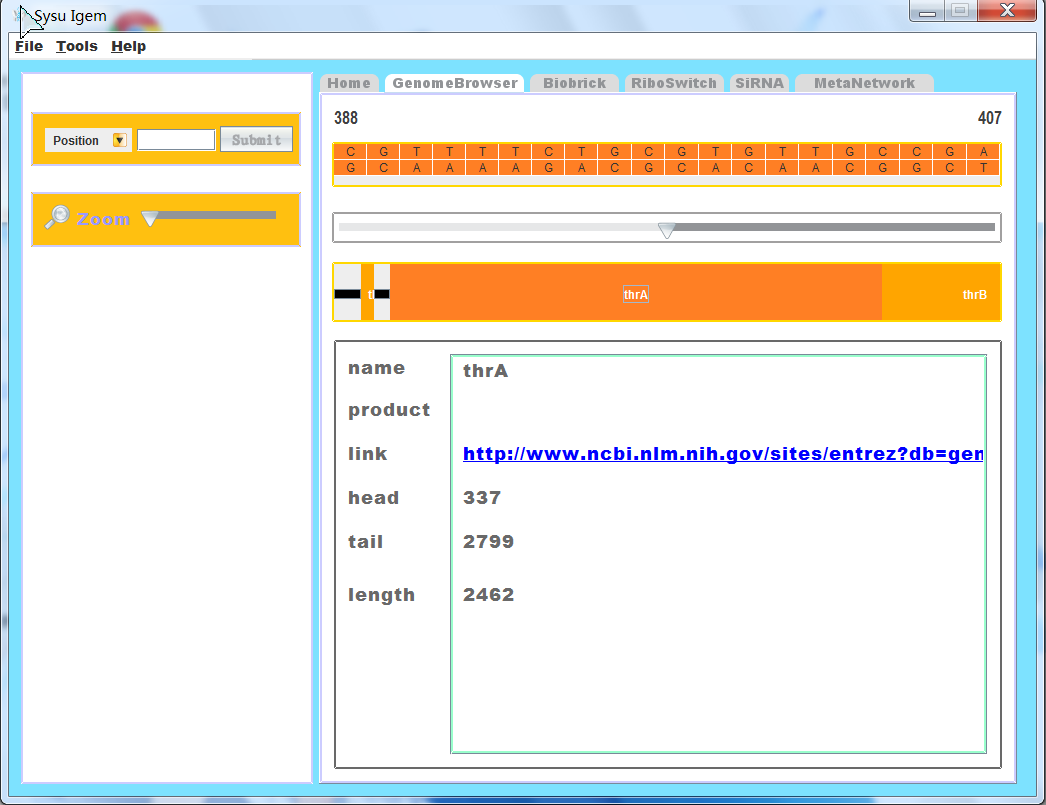 Sysu Igem
File Tools Help
Home GenomeBrowser Biobrick RiboSwitch SiRNA MetaNetwork
Position Submit
Zoom
388 407
C G T T T T C T G C G T G T T G C C G A
G C A A A A G A C G C A C A A C G G C T
thrA thrB
name thrA
product
link http://www.ncbi.nlm.nih.gov/sites/entrez?db=gen
head 337
tail 2799
length 2462